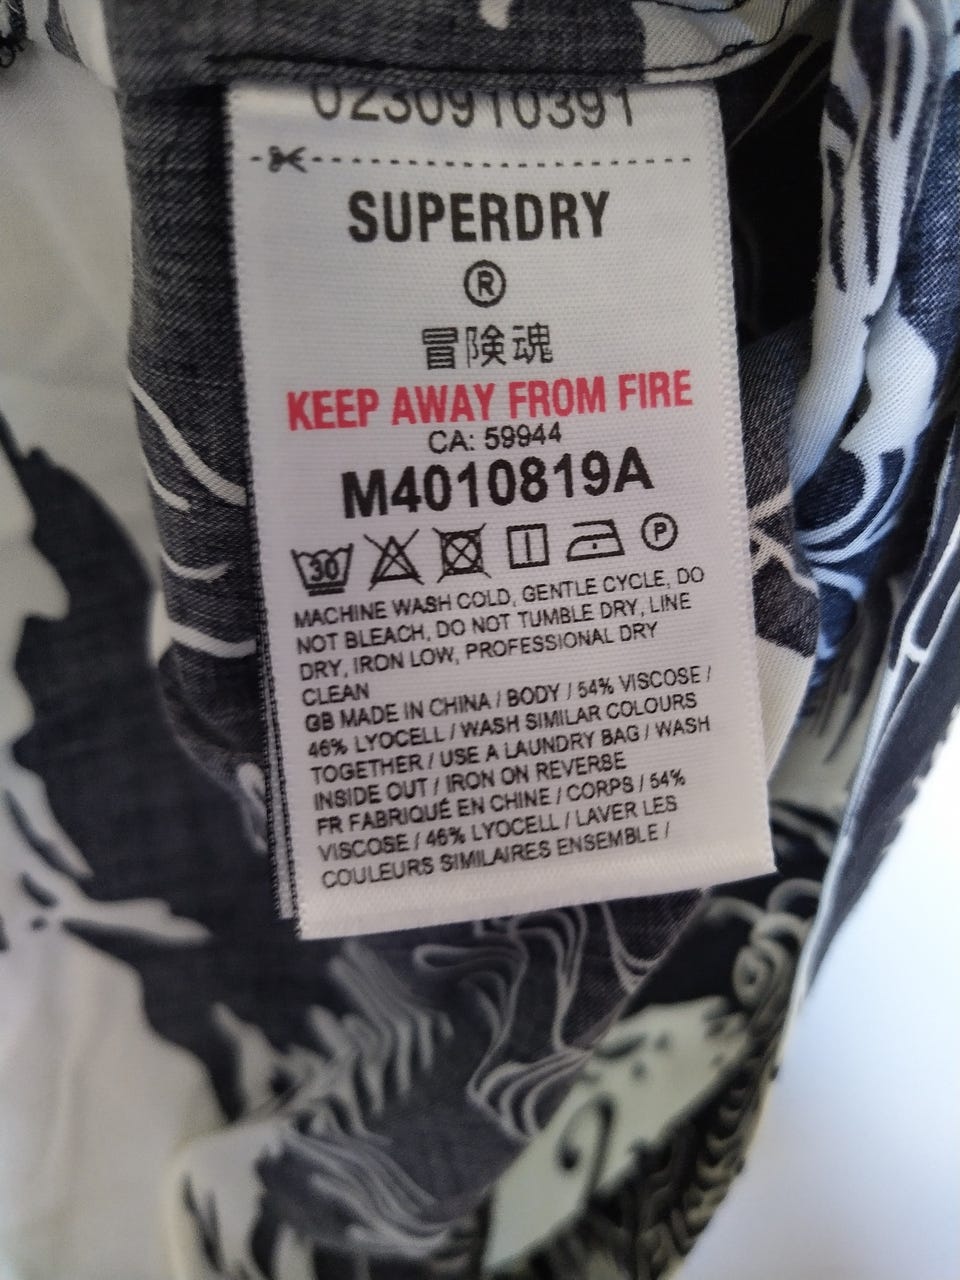 0230910391
SUPERDRY
®
冒険魂
KEEP AWAY FROM FIRE
CA: 59944
M4010819A
30 P
MACHINE WASH COLD, GENTLE CYCLE, DO
NOT BLEACH, DO NOT TUMBLE DRY, LINE
DRY, IRON LOW, PROFESSIONAL DRY
CLEAN
GB MADE IN CHINA / BODY / 54% VISCOSE /
46% LYOCELL / WASH SIMILAR COLOURS
TOGETHER / USE A LAUNDRY BAG / WASH
INSIDE OUT / IRON ON REVERSE
FR FABRIQUÉ EN CHINE / CORPS / 54%
VISCOSE / 46% LYOCELL / LAVER LES
COULEURS SIMILAIRES ENSEMBLE /